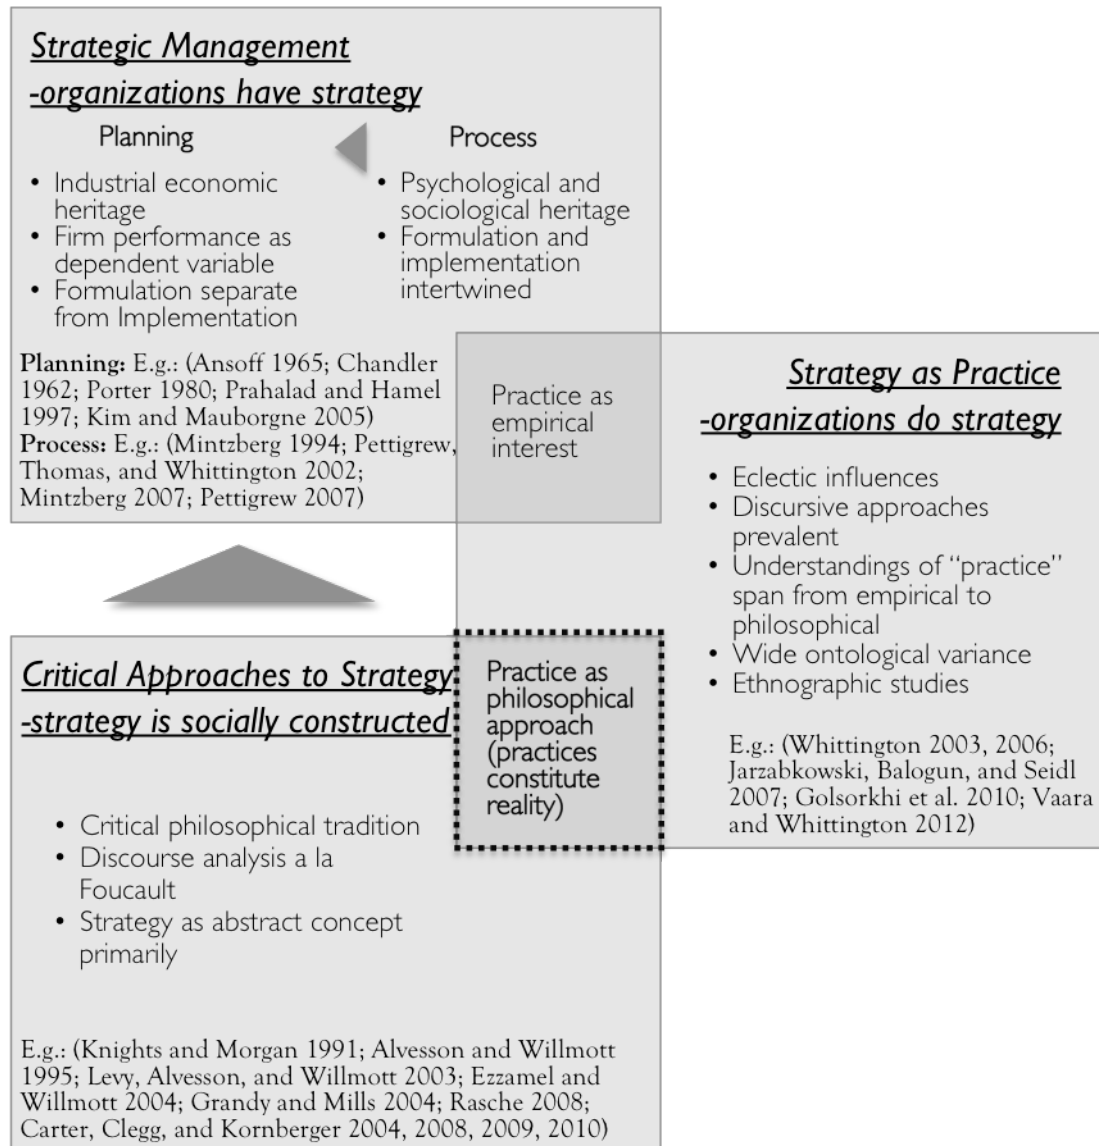 Strategic Management
-organizations have strategy
Planning
• Industrial economic
heritage
• Firm performance as
dependent variable
• Formulation separate
from Implementation
Process
• Psychological and
sociological heritage
• Formulation and
implementation
intertwined
Planning: E.g.: (Ansoff 1965; Chandler
1962; Porter 1980; Prahalad and Hamel
1997; Kim and Mauborgne 2005)
Process: E.g.: (Mintzberg 1994; Pettigrew,
Thomas, and Whittington 2002;
Mintzberg 2007; Pettigrew 2007)
Practice as
empirical
interest
Strategy as Practice
-organizations do strategy
• Eclectic influences
• Discursive approaches
prevalent
• Understandings of “practice”
span from empirical to
philosophical
• Wide ontological variance
• Ethnographic studies
E.g.: (Whittington 2003, 2006;
Jarzabkowski, Balogun, and Seidl
2007; Golsorkhi et al. 2010; Vaara
and Whittington 2012)
Critical Approaches to Strategy
-strategy is socially constructed
Practice as
philosophical
approach
(practices
constitute
reality)
• Critical philosophical tradition
• Discourse analysis a la
Foucault
• Strategy as abstract concept
primarily
E.g.: (Knights and Morgan 1991; Alvesson and Willmott
1995; Levy, Alvesson, and Willmott 2003; Ezzamel and
Willmott 2004; Grandy and Mills 2004; Rasche 2008;
Carter, Clegg, and Kornberger 2004, 2008, 2009, 2010)